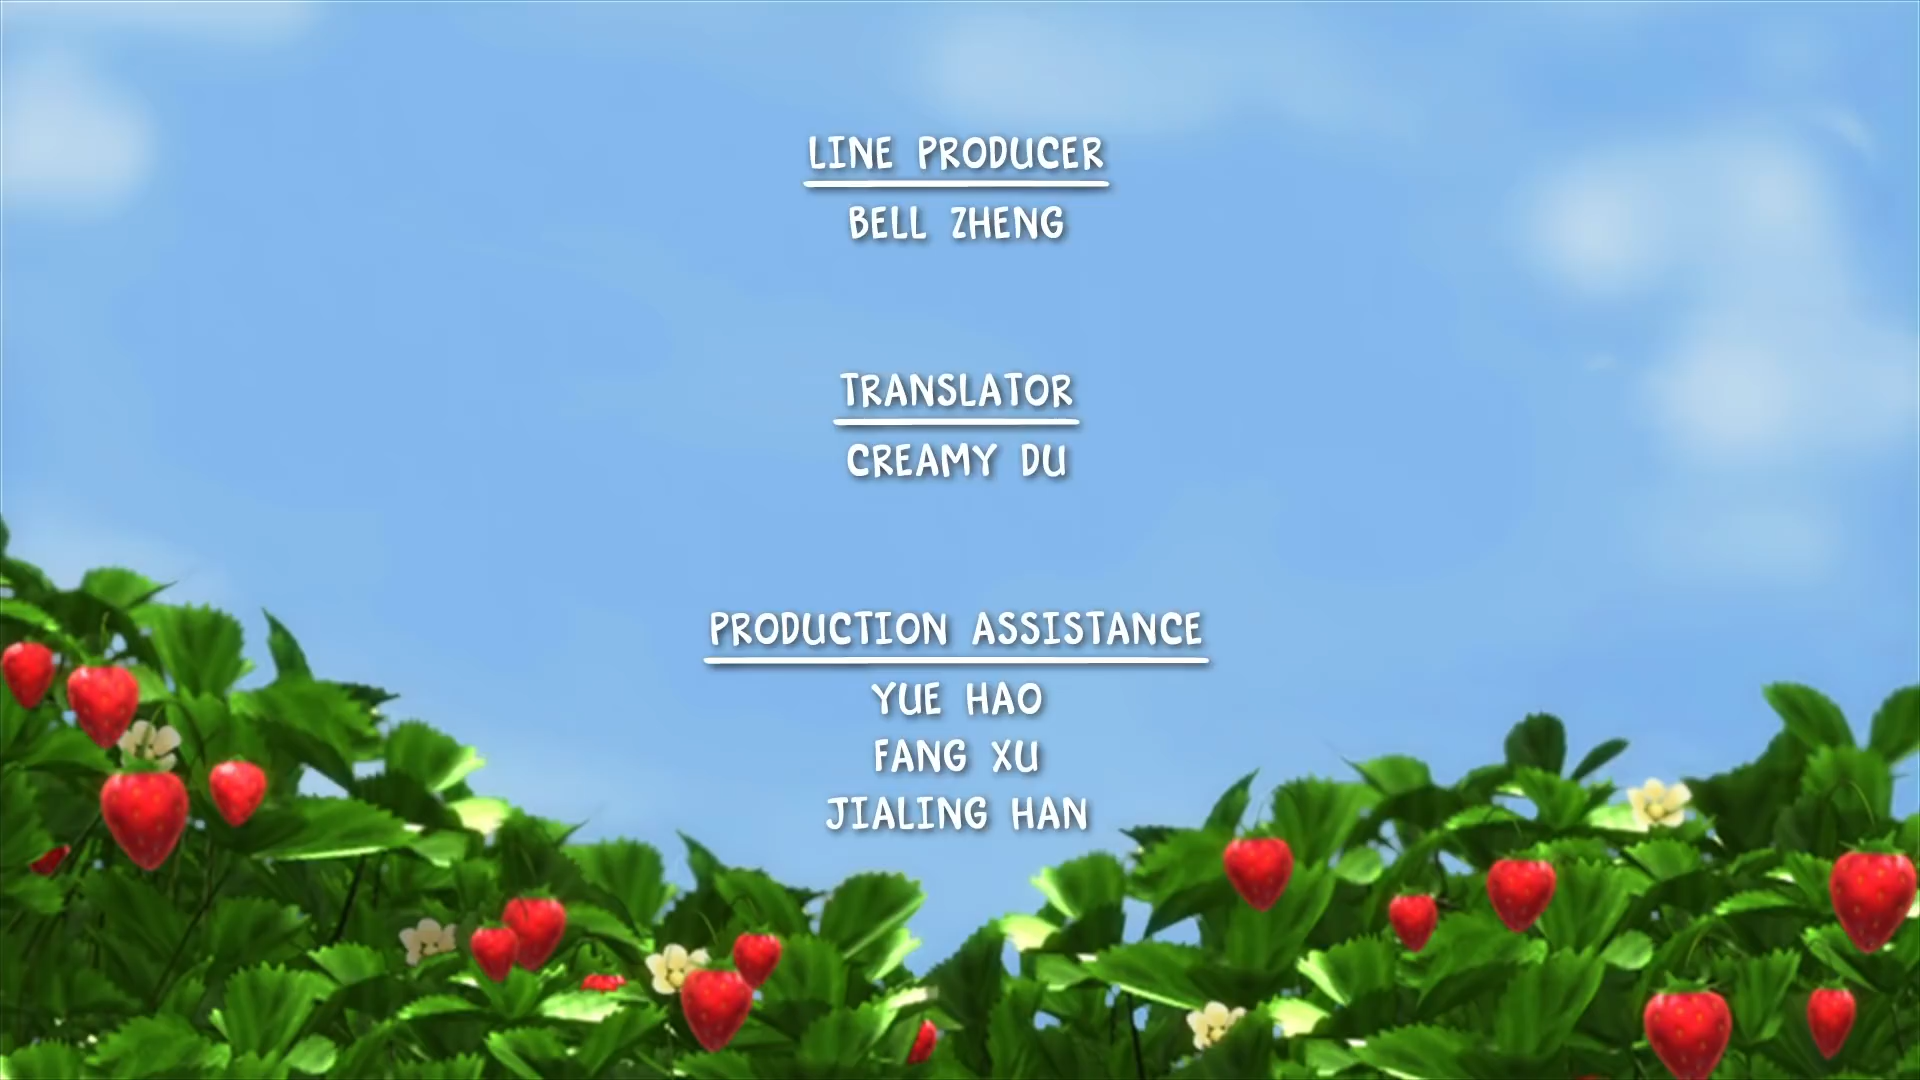 LINE PRODUCER
BELL ZHENG
TRANSLATOR
CREAMY DU
PRODUCTION ASSISTANCE
YUE HAO
FANG XU
JIALING HAN